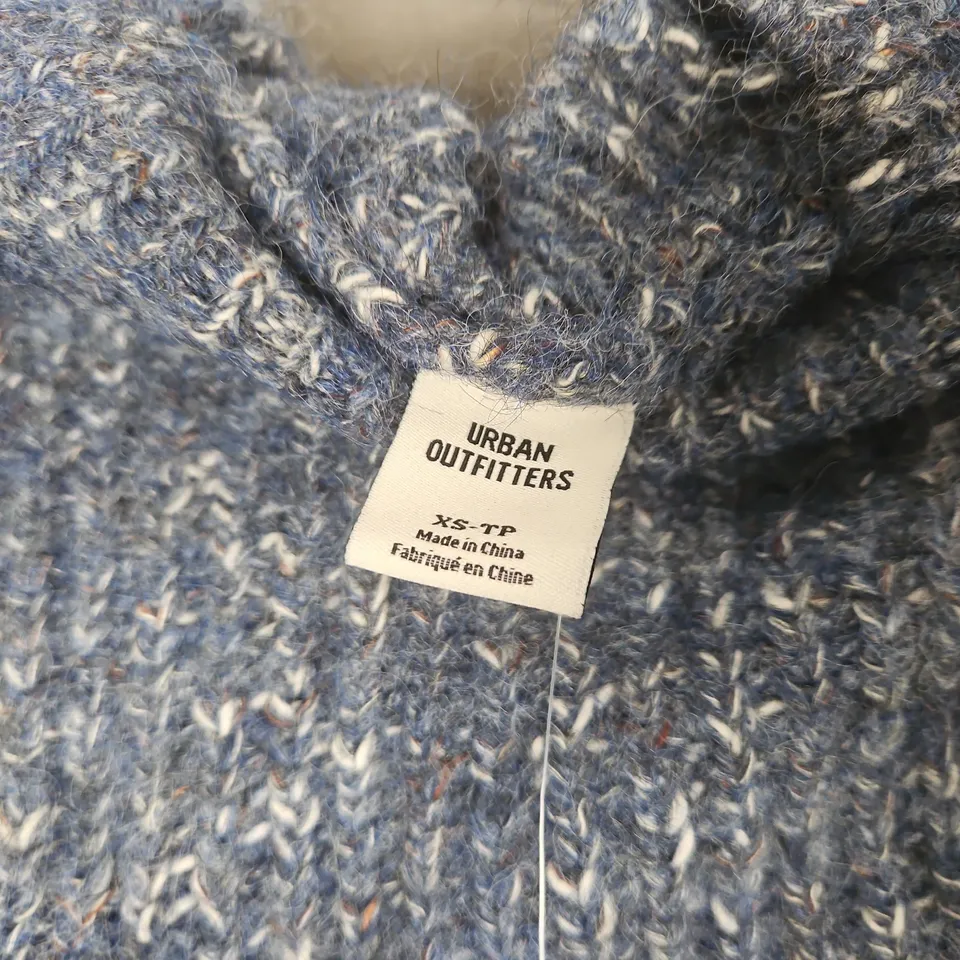 URBAN
OUTFITTERS
XS-TP
Made in China
Fabriqué en Chine